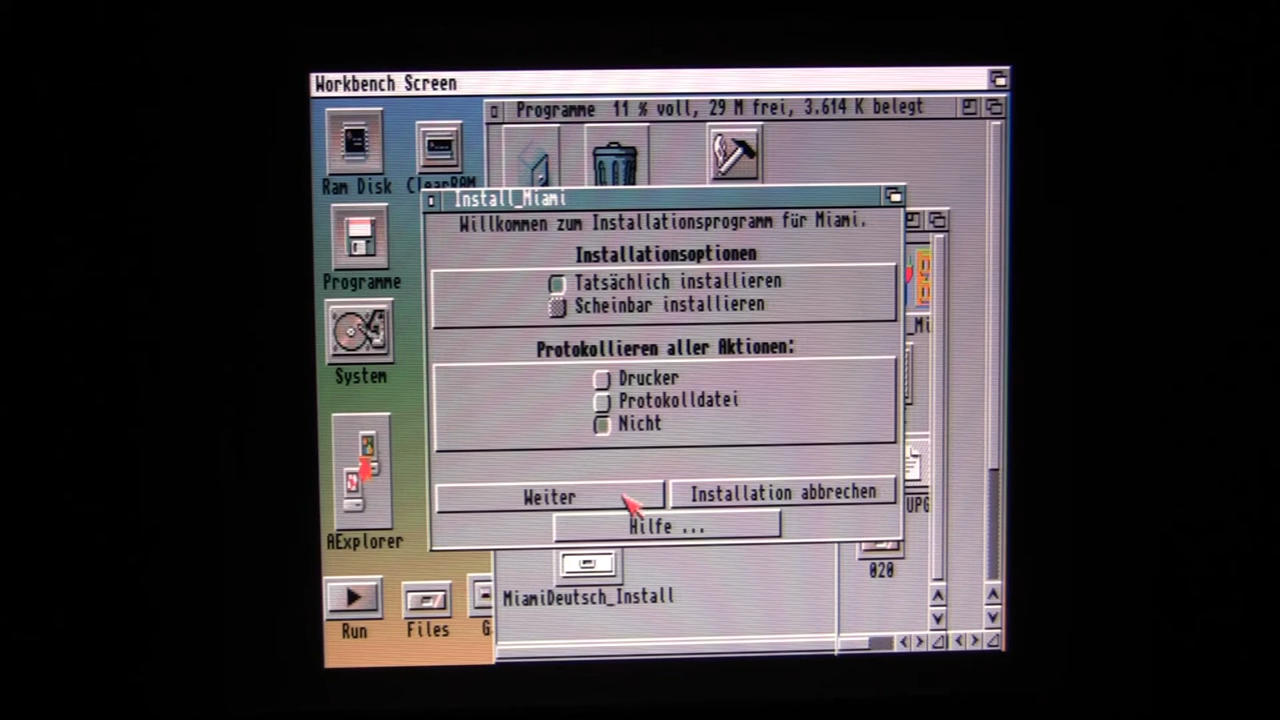 Workbench Screen
Programme 11 % voll, 29 M frei, 3.614 K belegt
Ram Disk
ClearRAM
Install_Miami
Willkommen zum Installationsprogramm für Miami.
Installationsoptionen
Tatsächlich installieren
Scheinbar installieren
Programme
_Mi
Protokollieren aller Aktionen:
System
Drucker
Protokolldatei
Nicht
Weiter
Installation abbrechen
UPG
Hilfe ...
AExplorer
020
MiamiDeutsch_Install
Run
Files
G